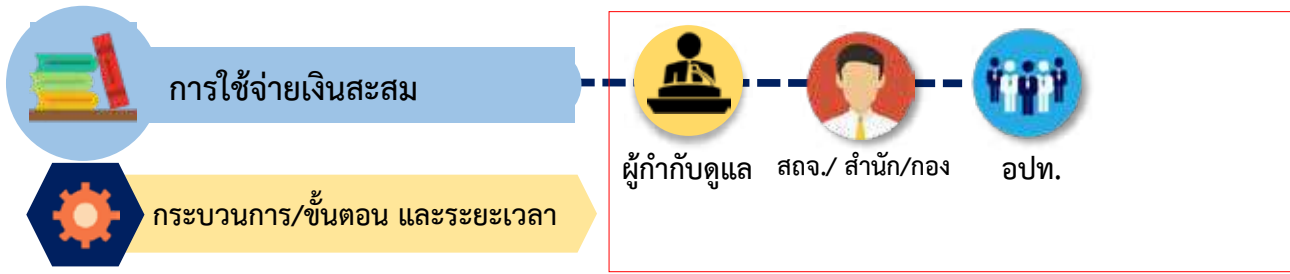 การใช้จ่ายเงินสะสม
ผู้กำกับดูแล
สถจ./ สำนัก/กอง
อปท.
กระบวนการ/ขั้นตอน และระยะเวลา